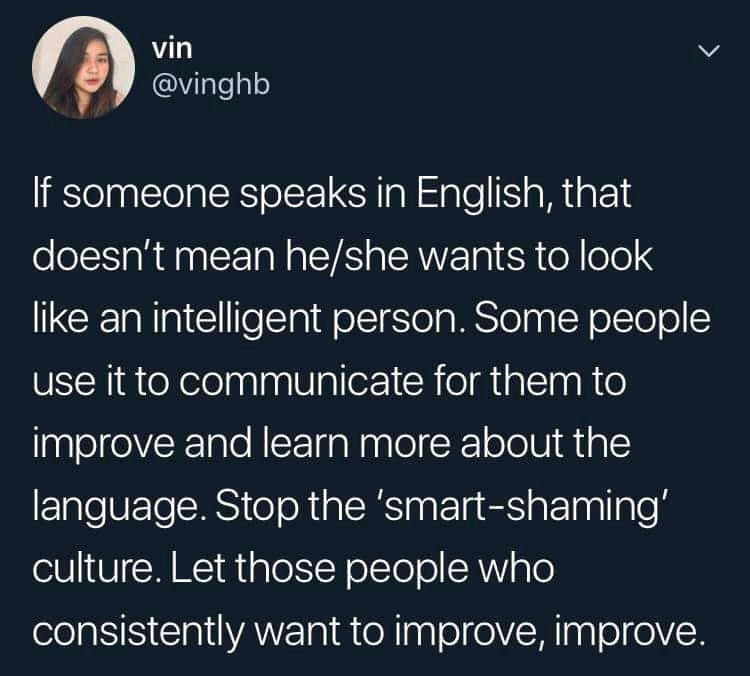 vin
@vinghb
If someone speaks in English, that
doesn’t mean he/she wants to look
like an intelligent person. Some people
use it to communicate for them to
improve and learn more about the
language. Stop the ‘smart-shaming’
culture. Let those people who
consistently want to improve, improve.